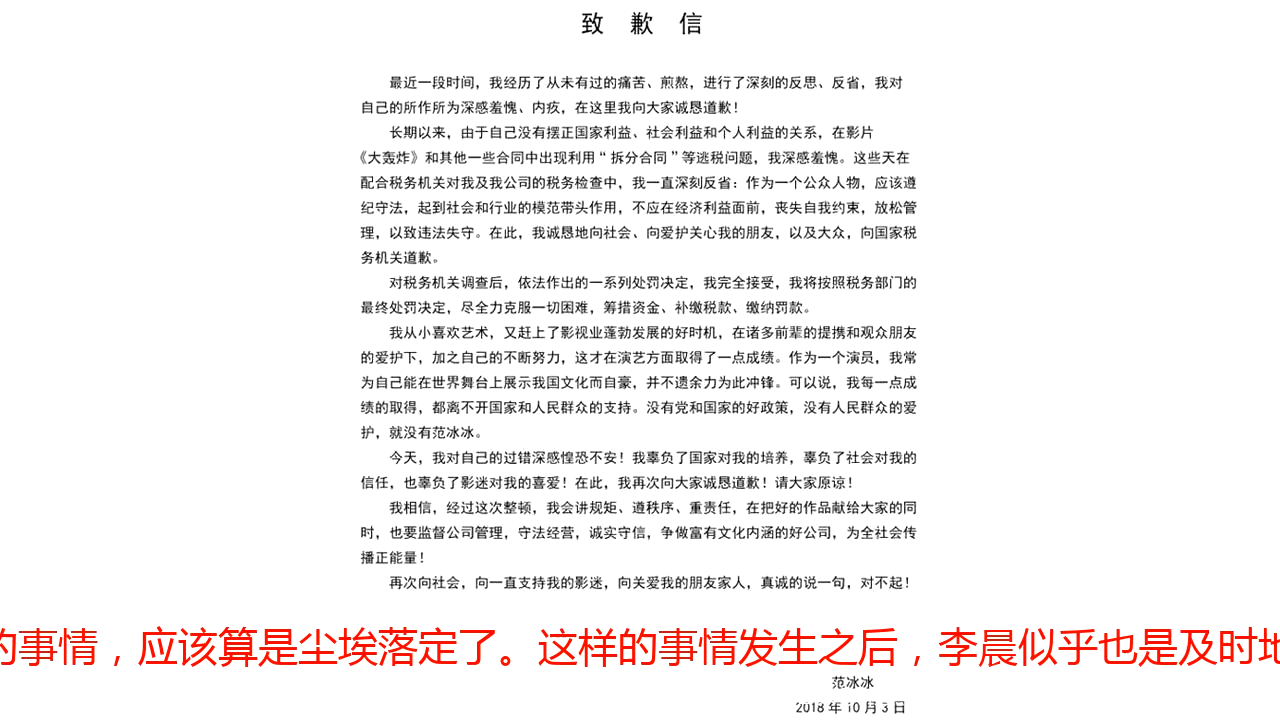 致 歉 信
最近一段时间，我经历了从未有过的痛苦、煎熬，进行了深刻的反思、反省，我对
自己的所作所为深感羞愧、内疚，在这里我向大家诚恳道歉！
长期以来，由于自己没有摆正国家利益、社会利益和个人利益的关系，在影片
《大轰炸》和其他一些合同中出现利用“拆分合同”等逃税问题，我深感羞愧。这些天在
配合税务机关对我及我公司的税务检查中，我一直深刻反省：作为一个公众人物，应该遵
纪守法，起到社会和行业的模范带头作用，不应在经济利益面前，丧失自我约束，放松管
理，以致违法失守。在此，我诚恳地向社会、向爱护关心我的朋友，以及大众，向国家税
务机关道歉。
对税务机关调查后，依法作出的一系列处罚决定，我完全接受，我将按照税务部门的
最终处罚决定，尽全力克服一切困难，筹措资金、补缴税款、缴纳罚款。
我从小喜欢艺术，又赶上了影视业蓬勃发展的好时机，在诸多前辈的提携和观众朋友
的爱护下，加之自己的不断努力，这才在演艺方面取得了一点成绩。作为一个演员，我常
为自己能在世界舞台上展示我国文化而自豪，并不遗余力为此冲锋。可以说，我每一点成
绩的取得，都离不开国家和人民群众的支持。没有党和国家的好政策，没有人民群众的爱
护，就没有范冰冰。
今天，我对自己的过错深感惶恐不安！我辜负了国家对我的培养，辜负了社会对我的
信任，也辜负了影迷对我的喜爱！在此，我再次向大家诚恳道歉！请大家原谅！
我相信，经过这次整顿，我会讲规矩、遵秩序、重责任，在把好的作品献给大家的同
时，也要监督公司管理，守法经营，诚实守信，争做富有文化内涵的好公司，为全社会传
播正能量！
再次向社会，向一直支持我的影迷，向关爱我的朋友家人，真诚的说一句，对不起！
的事情，应该算是尘埃落定了。这样的事情发生之后，李晨似乎也是及时地
范冰冰
2018 年 10 月 3 日